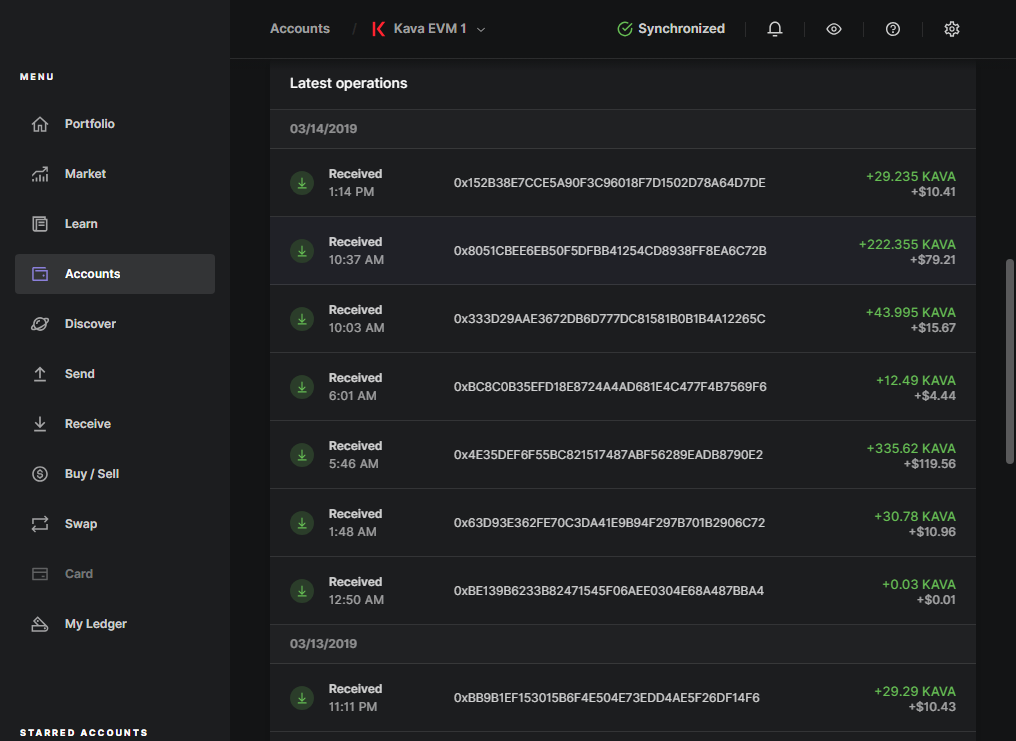 Accounts / Kava EVM 1 Synchronized
MENU
Portfolio
Market
Learn
Accounts
Discover
Send
Receive
Buy / Sell
Swap
Card
My Ledger
STARRED ACCOUNTS
Latest operations
03/14/2019
Received 0x152B38E7CCE5A90F3C96018F7D1502D78A64D7DE +29.235 KAVA
1:14 PM +$10.41
Received 0x8051CBEE6EB50F5DFBB41254CD8938FF8EA6C72B +222.355 KAVA
10:37 AM +$79.21
Received 0x333D29AAE3672DB6D777DC81581B0B1B4A12265C +43.995 KAVA
10:03 AM +$15.67
Received 0xBC8C0B35EFD18E8724A4AD681E4C477F4B7569F6 +12.49 KAVA
6:01 AM +$4.44
Received 0x4E35DEF6F55BC821517487ABF56289EADB8790E2 +335.62 KAVA
5:46 AM +$119.56
Received 0x63D93E362FE70C3DA41E9B94F297B701B2906C72 +30.78 KAVA
1:48 AM +$10.96
Received 0xBE139B6233B82471545F06AEE0304E68A487BBA4 +0.03 KAVA
12:50 AM +$0.01
03/13/2019
Received 0xBB9B1EF153015B6F4E504E73EDD4AE5F26DF14F6 +29.29 KAVA
11:11 PM +$10.43